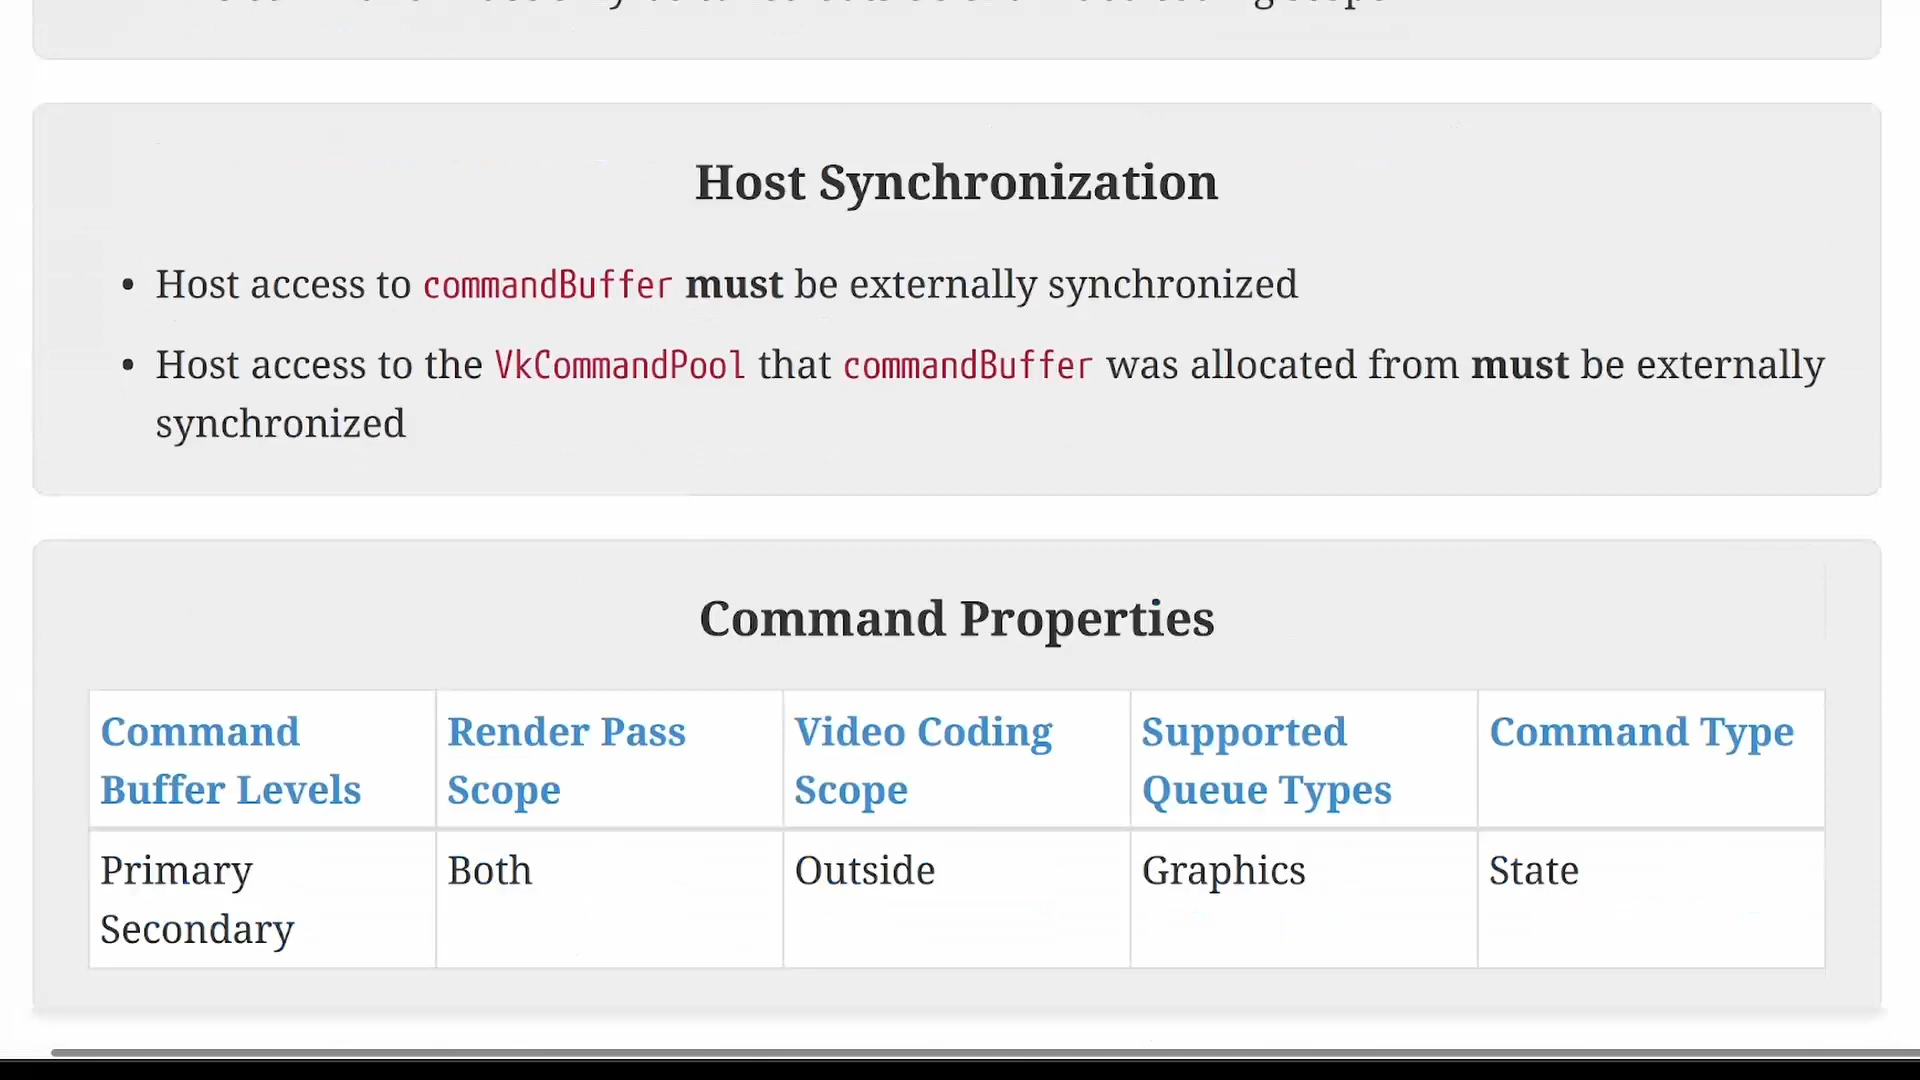 Host Synchronization
• Host access to commandBuffer must be externally synchronized
• Host access to the VkCommandPool that commandBuffer was allocated from must be externally
synchronized
Command Properties
Command Buffer Levels
Render Pass Scope
Video Coding Scope
Supported Queue Types
Command Type
Primary
Secondary
Both
Outside
Graphics
State